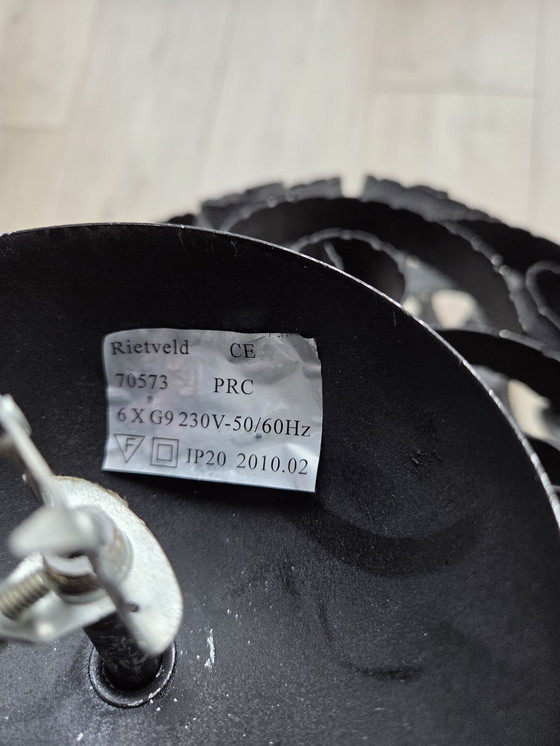 Rietveld CE
70573 PRC
6 X G9 230V-50/60Hz
F IP20 2010.02